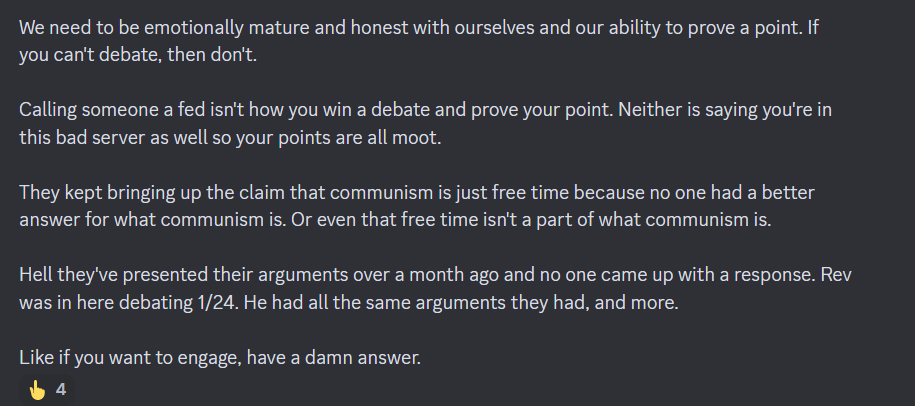 We need to be emotionally mature and honest with ourselves and our ability to prove a point. If
you can't debate, then don't.
Calling someone a fed isn't how you win a debate and prove your point. Neither is saying you're in
this bad server as well so your points are all moot.
They kept bringing up the claim that communism is just free time because no one had a better
answer for what communism is. Or even that free time isn't a part of what communism is.
Hell they've presented their arguments over a month ago and no one came up with a response. Rev
was in here debating 1/24. He had all the same arguments they had, and more.
Like if you want to engage, have a damn answer.
4